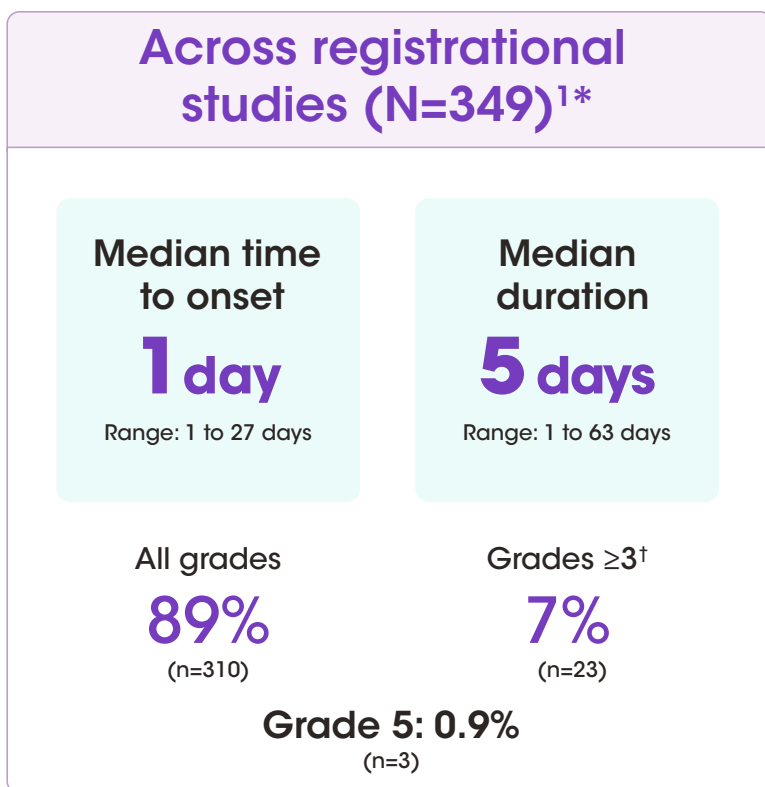 Across registrational
studies (N=349)¹*
Median time
to onset
1 day
Range: 1 to 27 days
Median
duration
5 days
Range: 1 to 63 days
All grades
89%
(n=310)
Grades ≥3†
7%
(n=23)
Grade 5: 0.9%
(n=3)